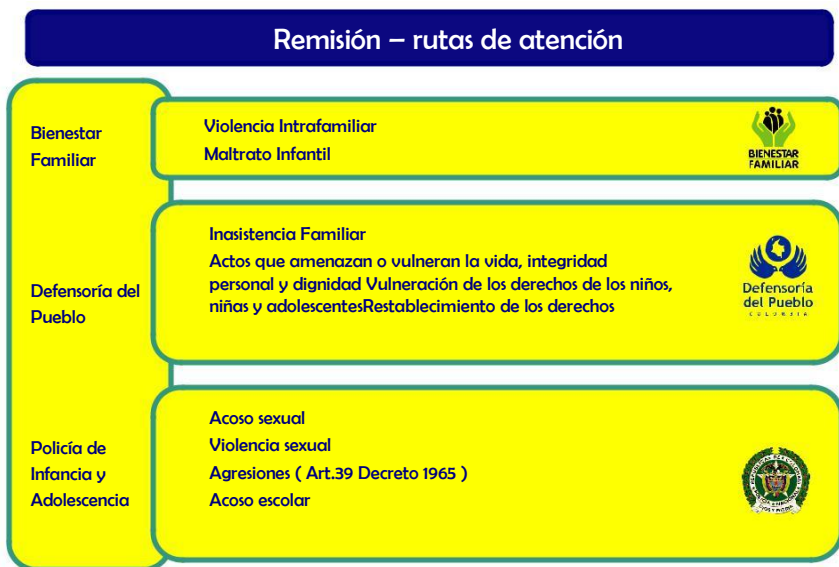 Remisión – rutas de atención
Bienestar
Familiar
Violencia Intrafamiliar
Maltrato Infantil
BIENESTAR
FAMILIAR
Defensoría del
Pueblo
Inasistencia Familiar
Actos que amenazan o vulneran la vida, integridad
personal y dignidad Vulneración de los derechos de los niños,
niñas y adolescentesRestablecimiento de los derechos
Defensoría
del Pueblo
COLOMBIA
Policía de
Infancia y
Adolescencia
Acoso sexual
Violencia sexual
Agresiones ( Art.39 Decreto 1965 )
Acoso escolar